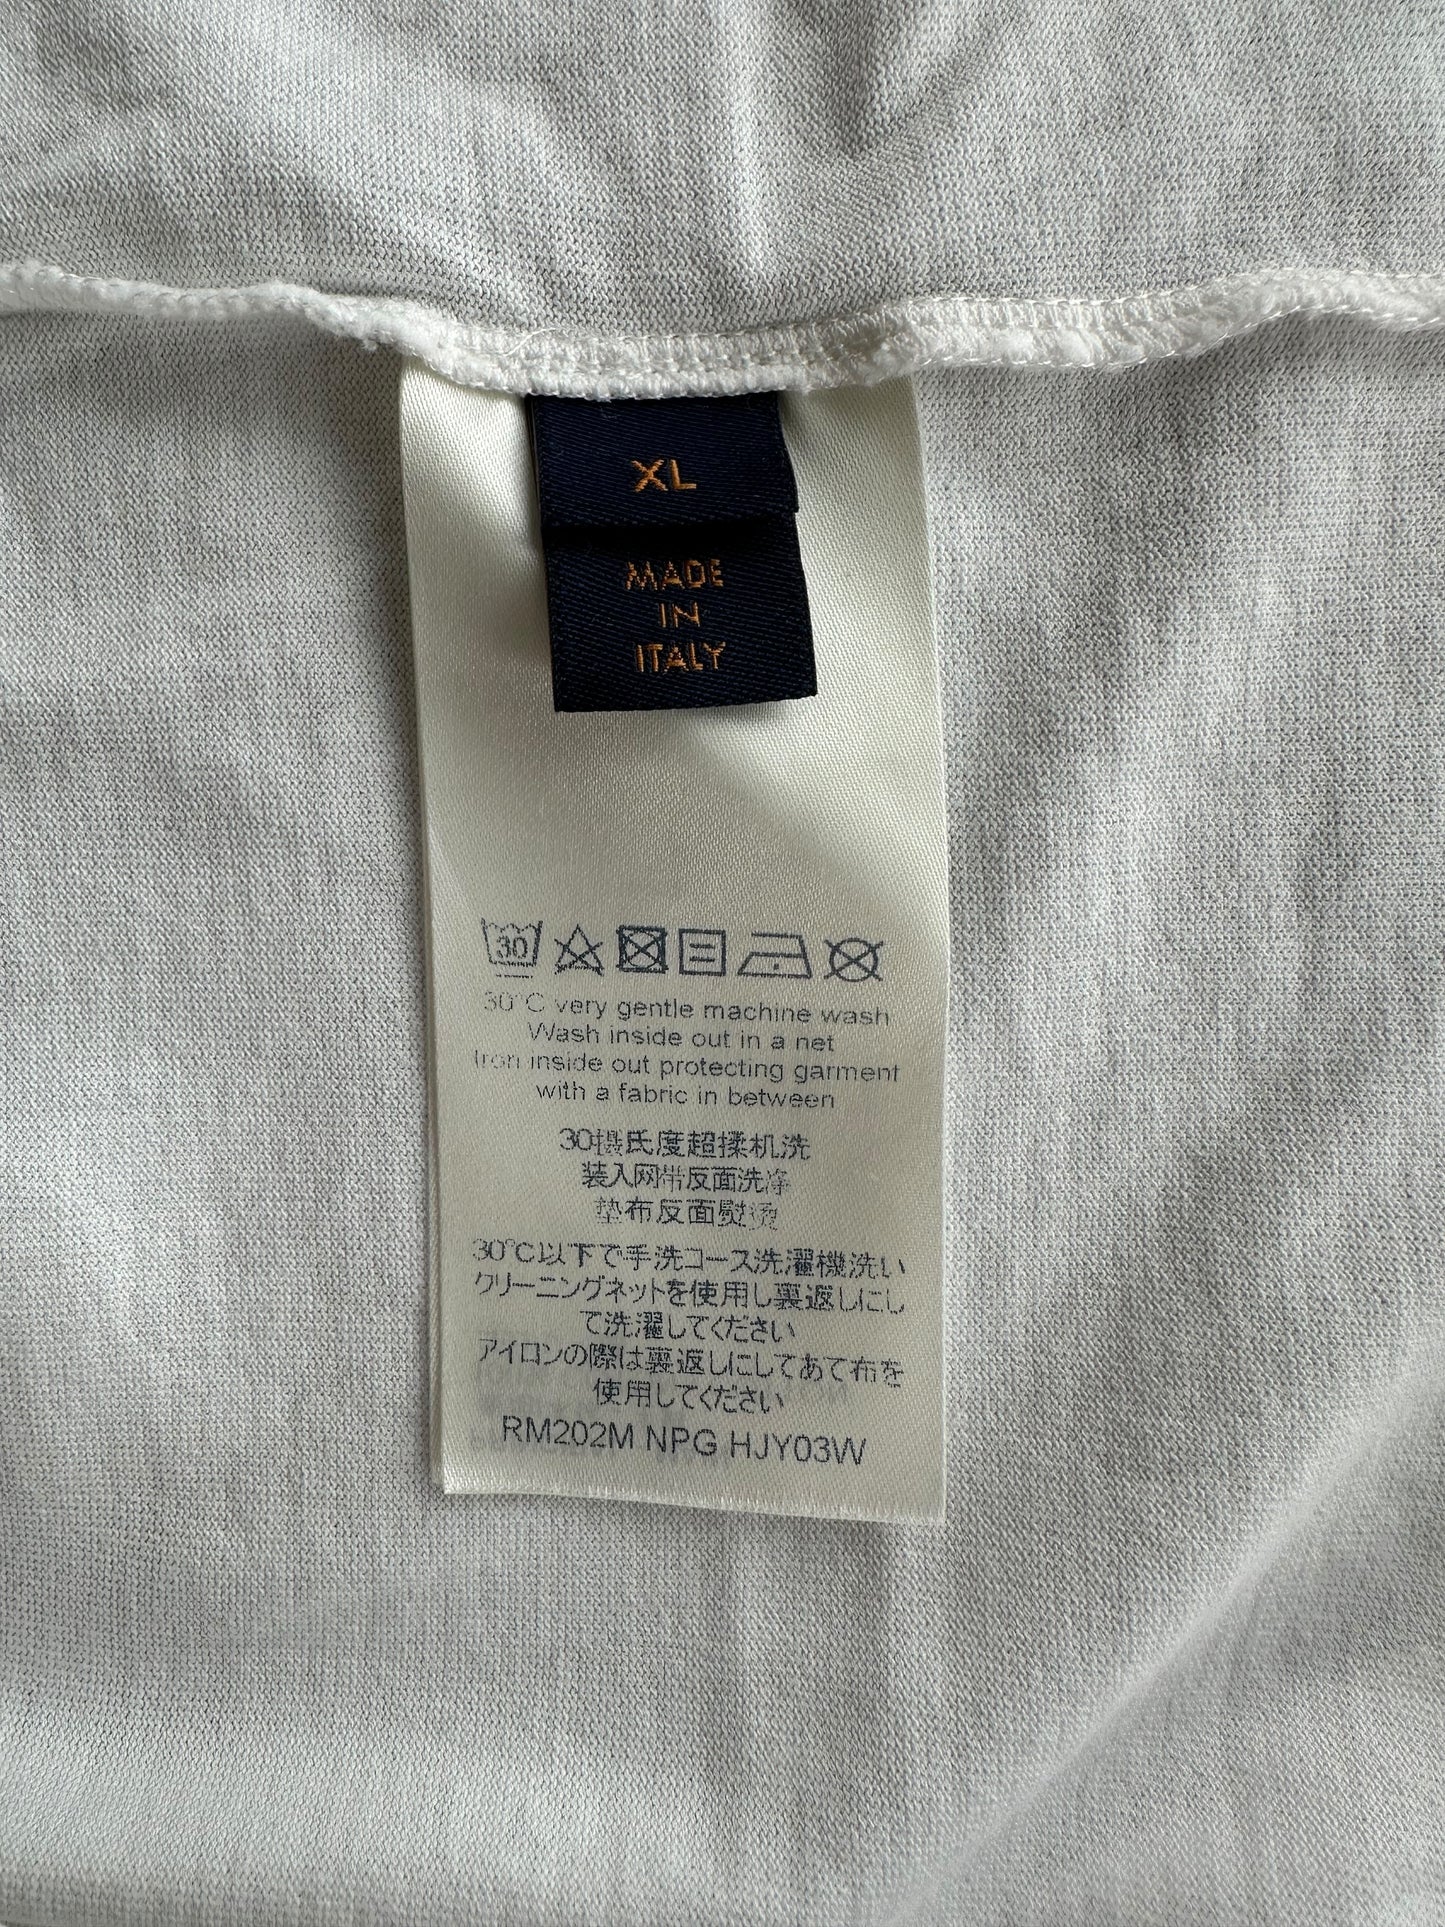 XL
MADE
IN
ITALY
30
30°C very gentle machine wash
Wash inside out in a net
Iron inside out protecting garment
with a fabric in between
30摄氏度超揉机洗
装入网带反面洗净
垫布反面熨烫
30°C以下で手洗コース洗濯機洗い
クリーニングネットを使用し裏返しにし
て洗濯してください
アイロンの際は裏返しにしてあて布を
使用してください
RM202M NPG HJY03W